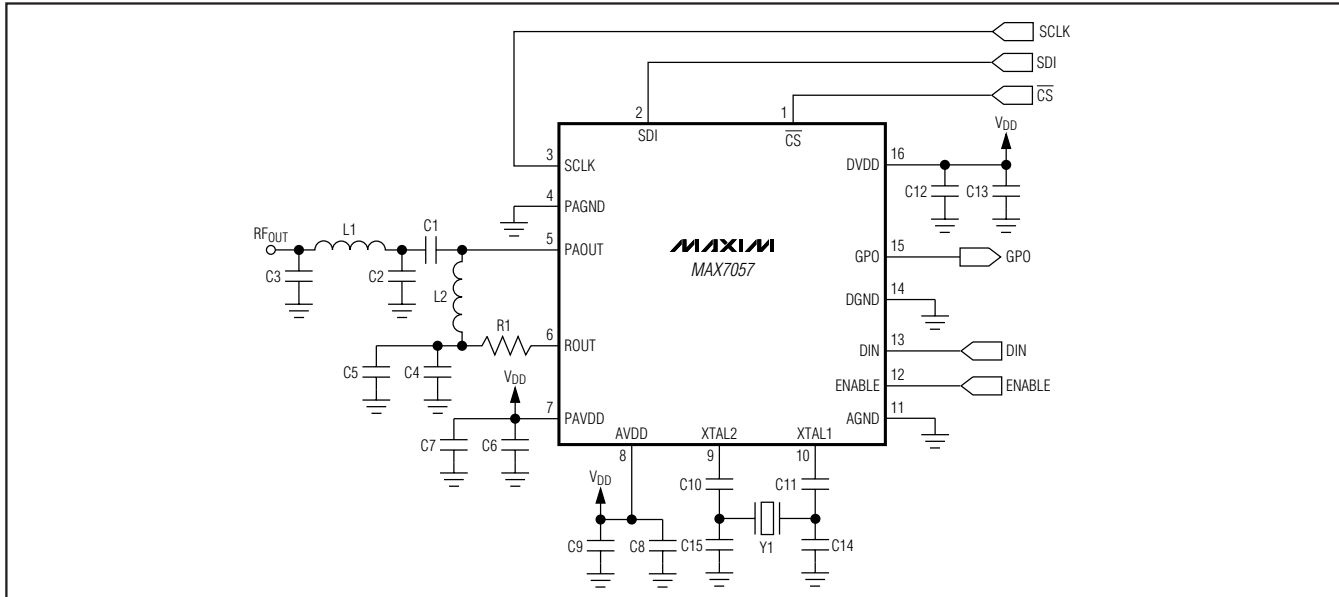 SCLK
SDI
CS
2
1
SDI
CS
VDD
3
SCLK
DVDD
16
4
PAGND
C12
C13
RFOUT
L1
C1
5
PAOUT
MAXIM
MAX7057
GPO
15
GPO
C3
C2
L2
DGND
14
R1
6
ROUT
DIN
13
DIN
C5
C4
VDD
ENABLE
12
ENABLE
7
PAVDD
AGND
11
C7
C6
AVDD
XTAL2
XTAL1
8
9
10
VDD
C10
C11
C9
C8
C15
Y1
C14